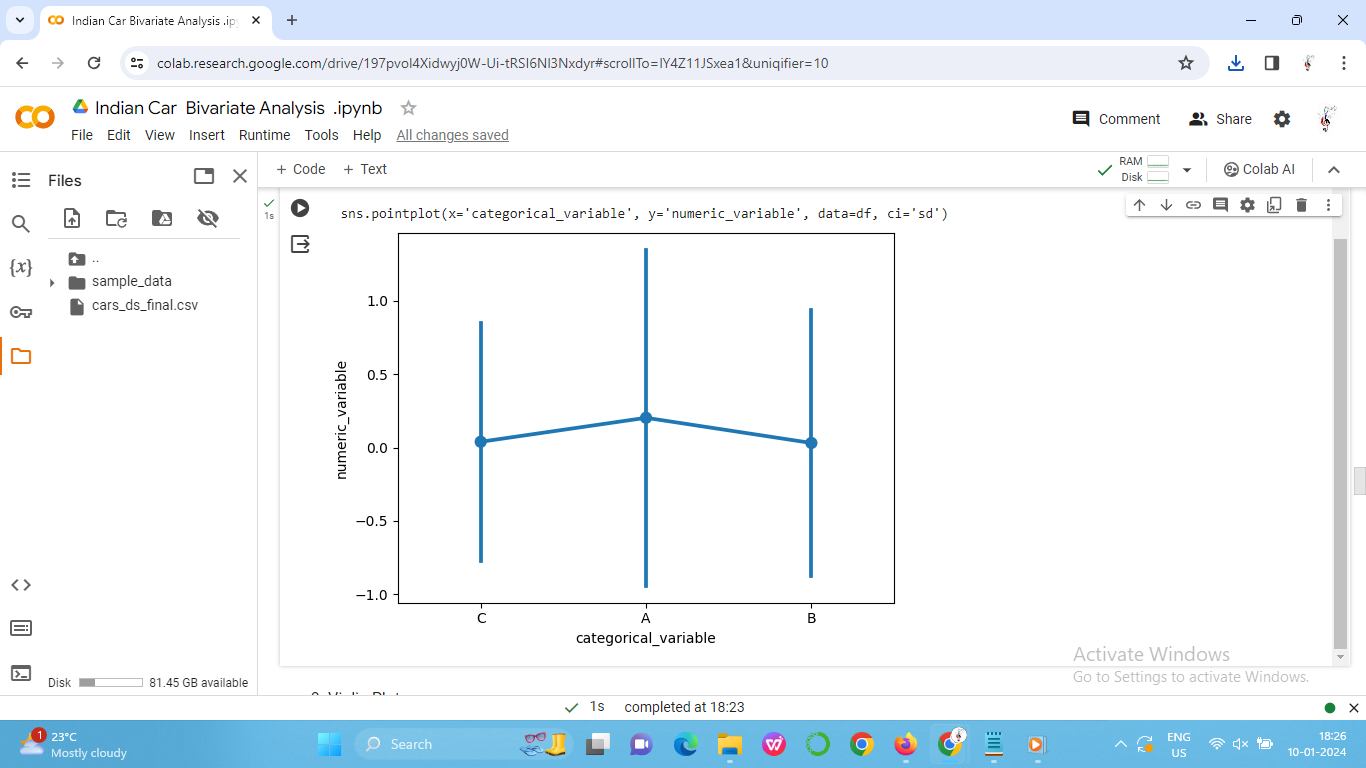 Indian Car Bivariate Analysis .ip
colab.research.google.com/drive/197pvol4Xidwyj0W-Ui-tRSI6NI3Nxdyr#scrollTo=IY4Z11JSxea1&uniqifier=10
Indian Car Bivariate Analysis .ipynb
Comment
Share
File Edit View Insert Runtime Tools Help All changes saved
Files
+ Code + Text
RAM
Disk
Colab AI
1s
sns.pointplot(x='categorical_variable', y='numeric_variable', data=df, ci='sd')
{x}
..
sample_data
cars_ds_final.csv
1.0
0.5
0.0
−0.5
−1.0
numeric_variable
C A B
categorical_variable
Activate Windows
Go to Settings to activate Windows.
Disk 81.45 GB available
1s completed at 18:23
1
23°C
Mostly cloudy
Search
ENG
US
18:26
10-01-2024